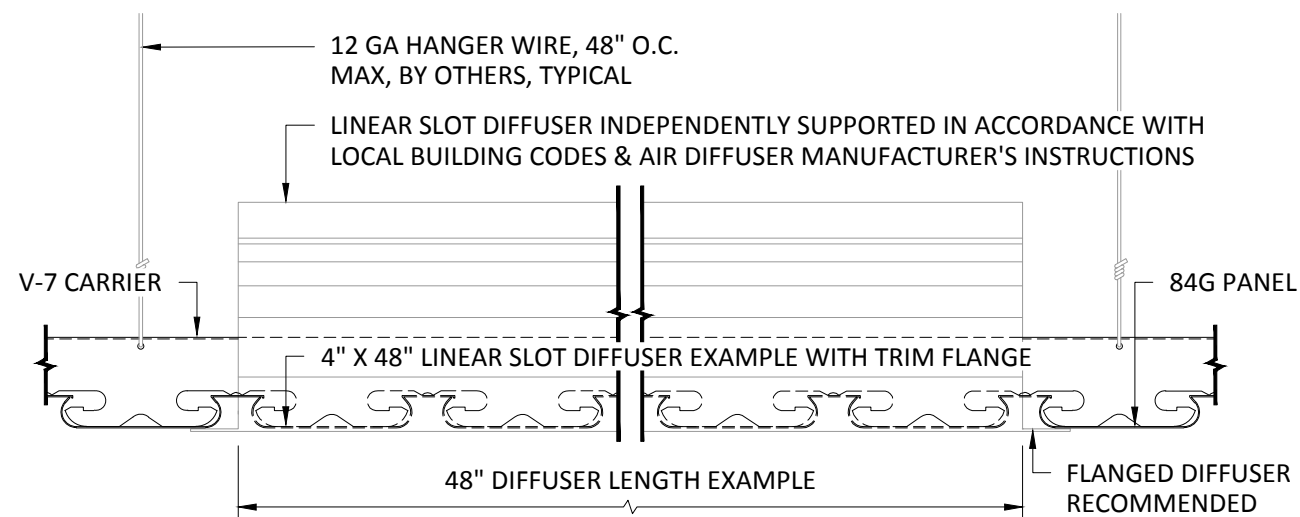 12 GA HANGER WIRE, 48" O.C.
MAX, BY OTHERS, TYPICAL
LINEAR SLOT DIFFUSER INDEPENDENTLY SUPPORTED IN ACCORDANCE WITH
LOCAL BUILDING CODES & AIR DIFFUSER MANUFACTURER'S INSTRUCTIONS
V-7 CARRIER
84G PANEL
4" X 48" LINEAR SLOT DIFFUSER EXAMPLE WITH TRIM FLANGE
48" DIFFUSER LENGTH EXAMPLE
FLANGED DIFFUSER
RECOMMENDED